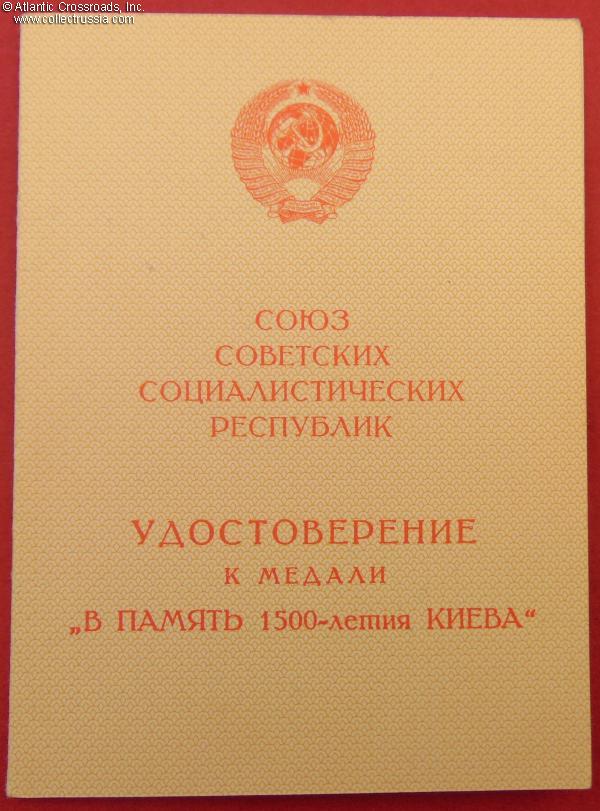 © Atlantic Crossroads, Inc.
www.collectrussia.com
СОЮЗ
СОВЕТСКИХ
СОЦИАЛИСТИЧЕСКИХ
РЕСПУБЛИК
УДОСТОВЕРЕНИЕ
К МЕДАЛИ
„В ПАМЯТЬ 1500-летия КИЕВА“